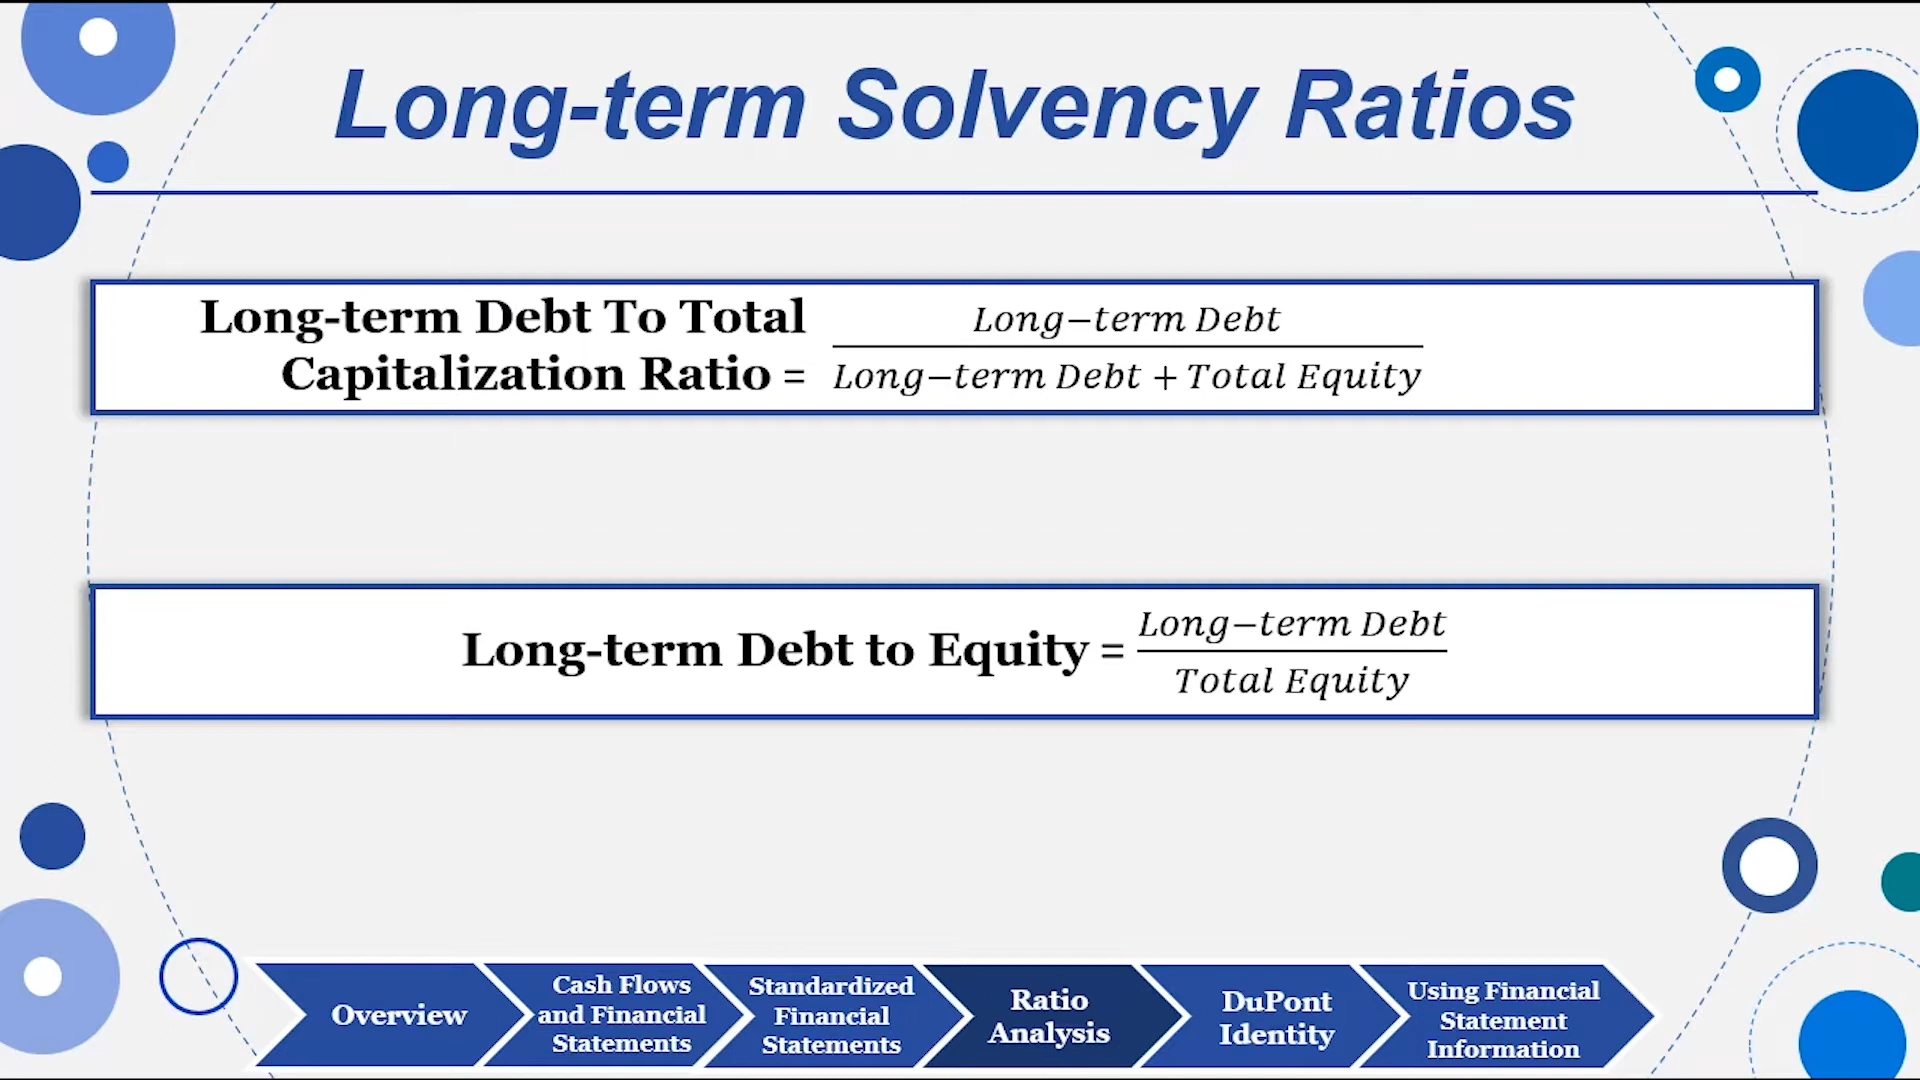 Long-term Solvency Ratios
Long-term Debt To Total
Capitalization Ratio =
Long−term Debt
Long−term Debt + Total Equity
Long-term Debt to Equity =
Long−term Debt
Total Equity
Overview
Cash Flows
and Financial
Statements
Standardized
Financial
Statements
Ratio
Analysis
DuPont
Identity
Using Financial
Statement
Information